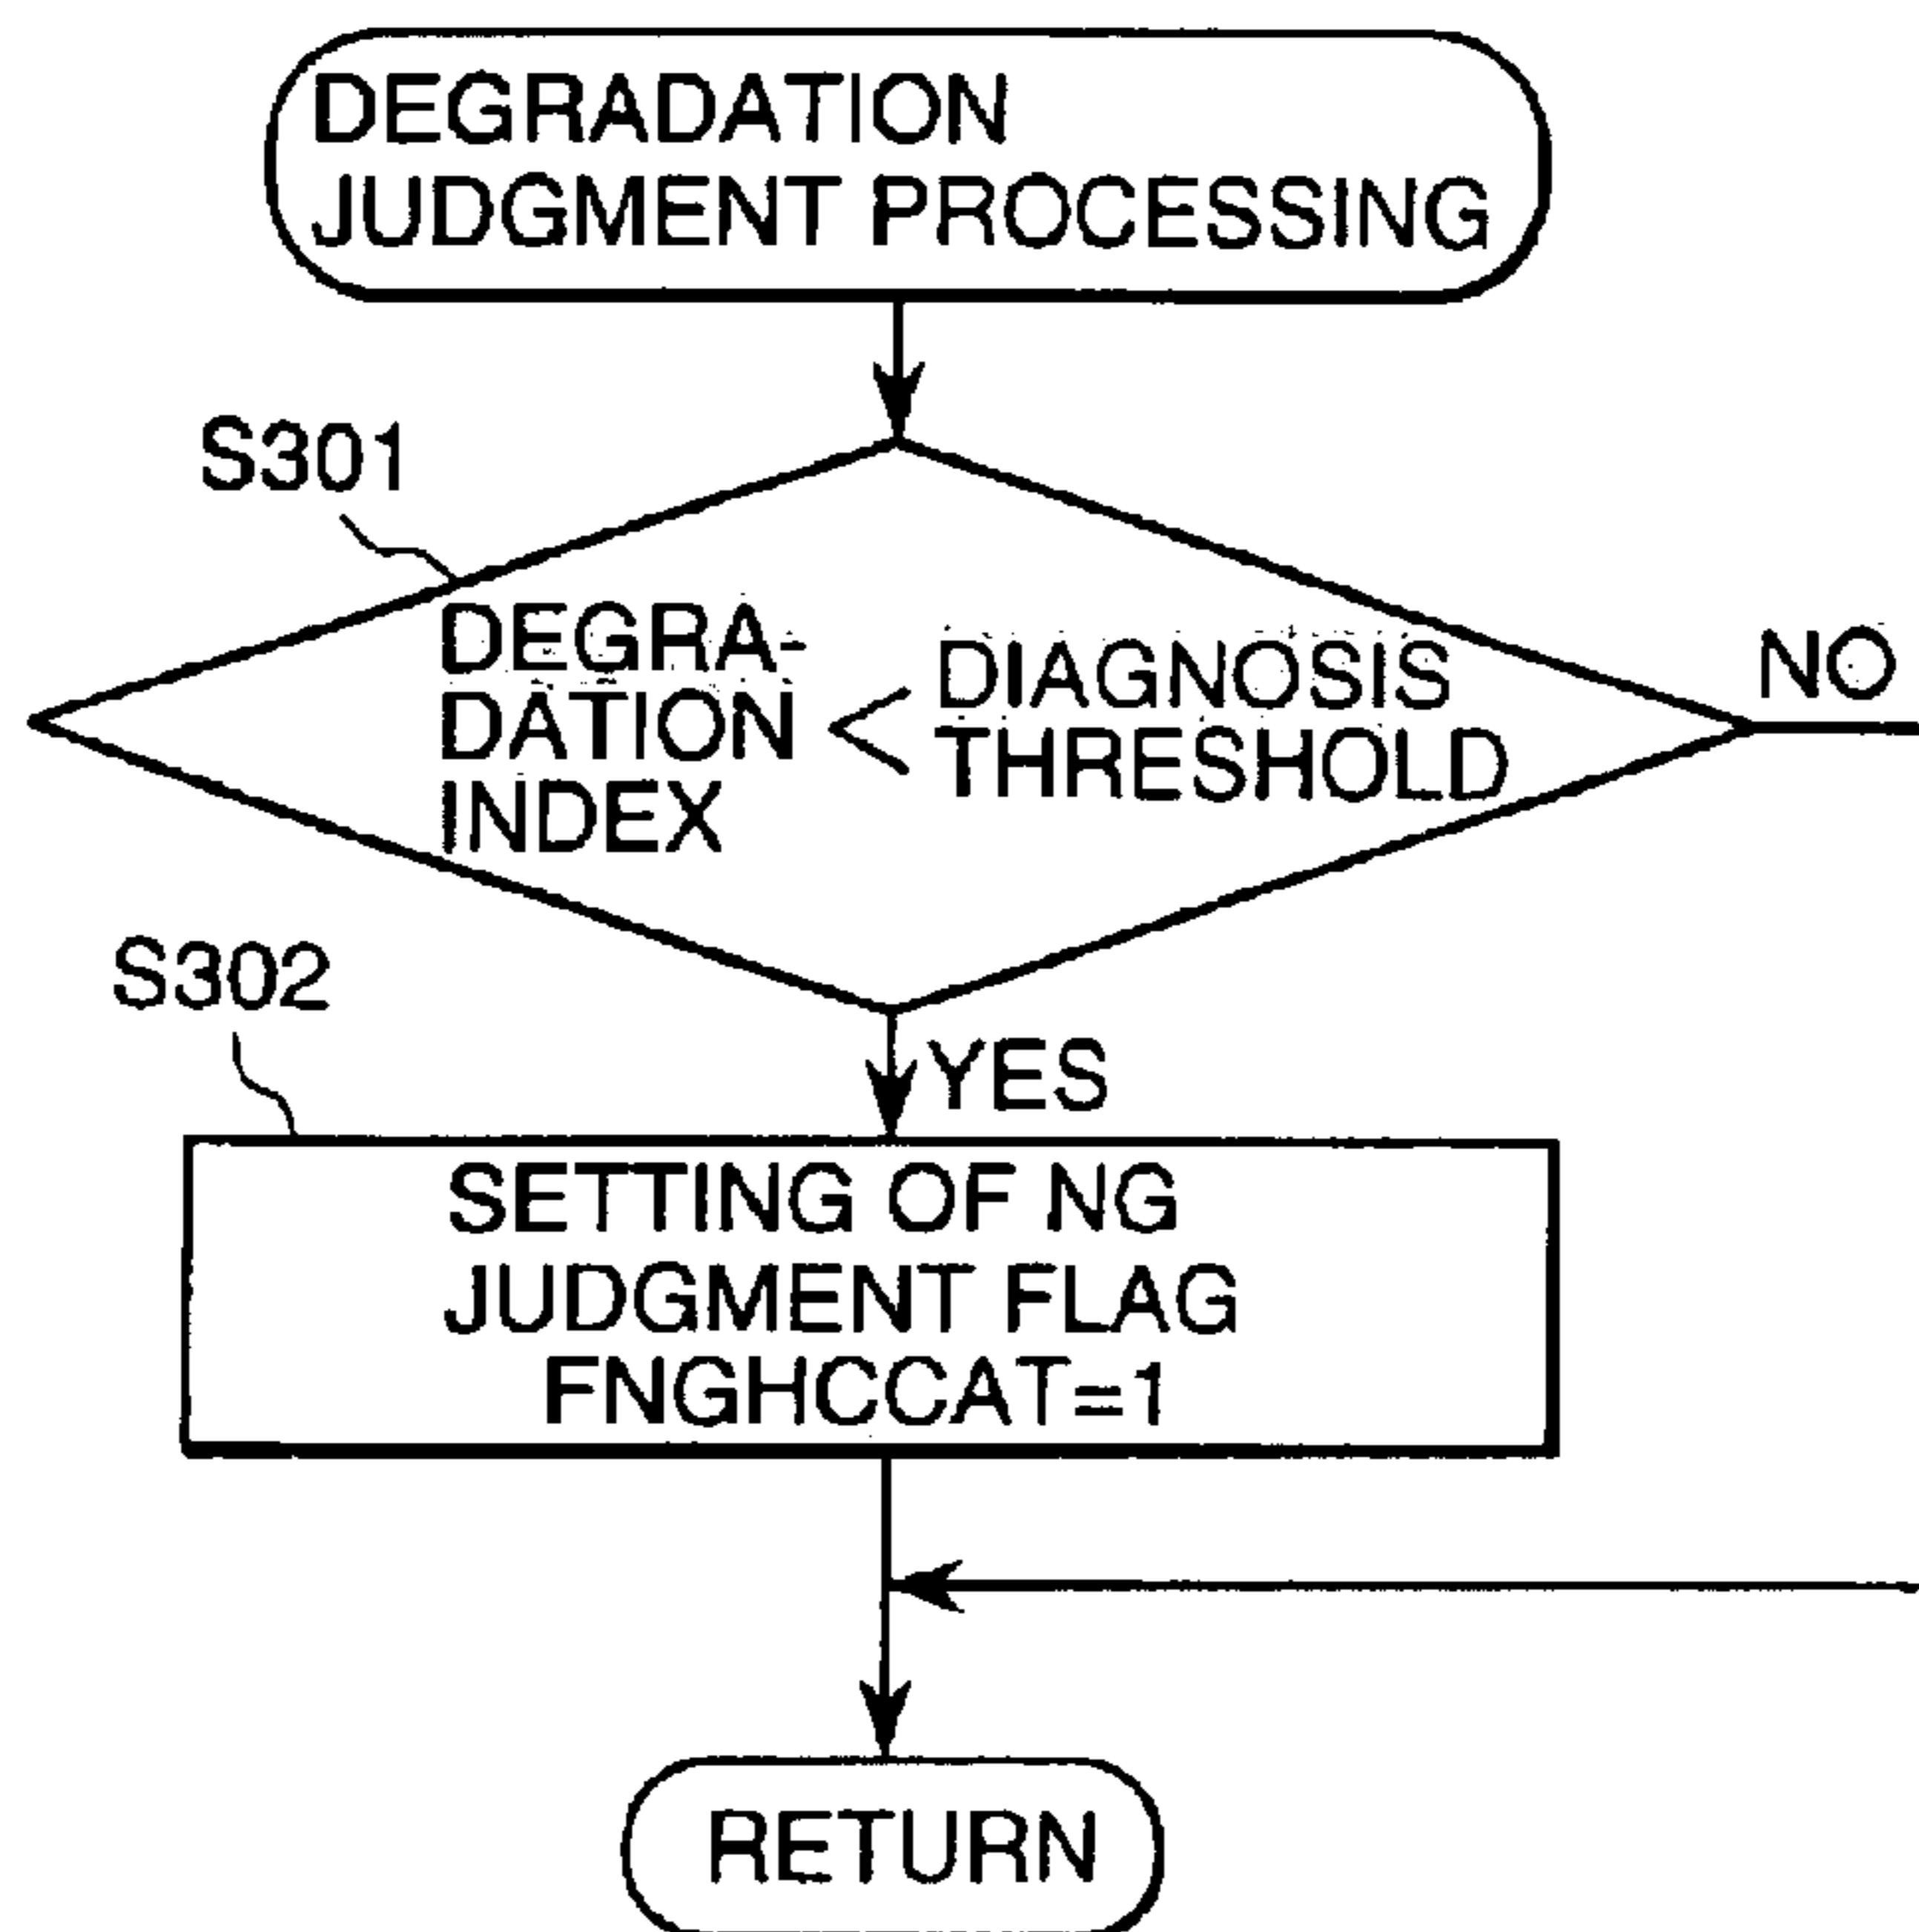 DEGRADATION
JUDGMENT PROCESSING
S301
DEGRA-
DATION
INDEX
<
DIAGNOSIS
THRESHOLD
NO
S302
YES
SETTING OF NG
JUDGMENT FLAG
FNGHCCAT=1
RETURN